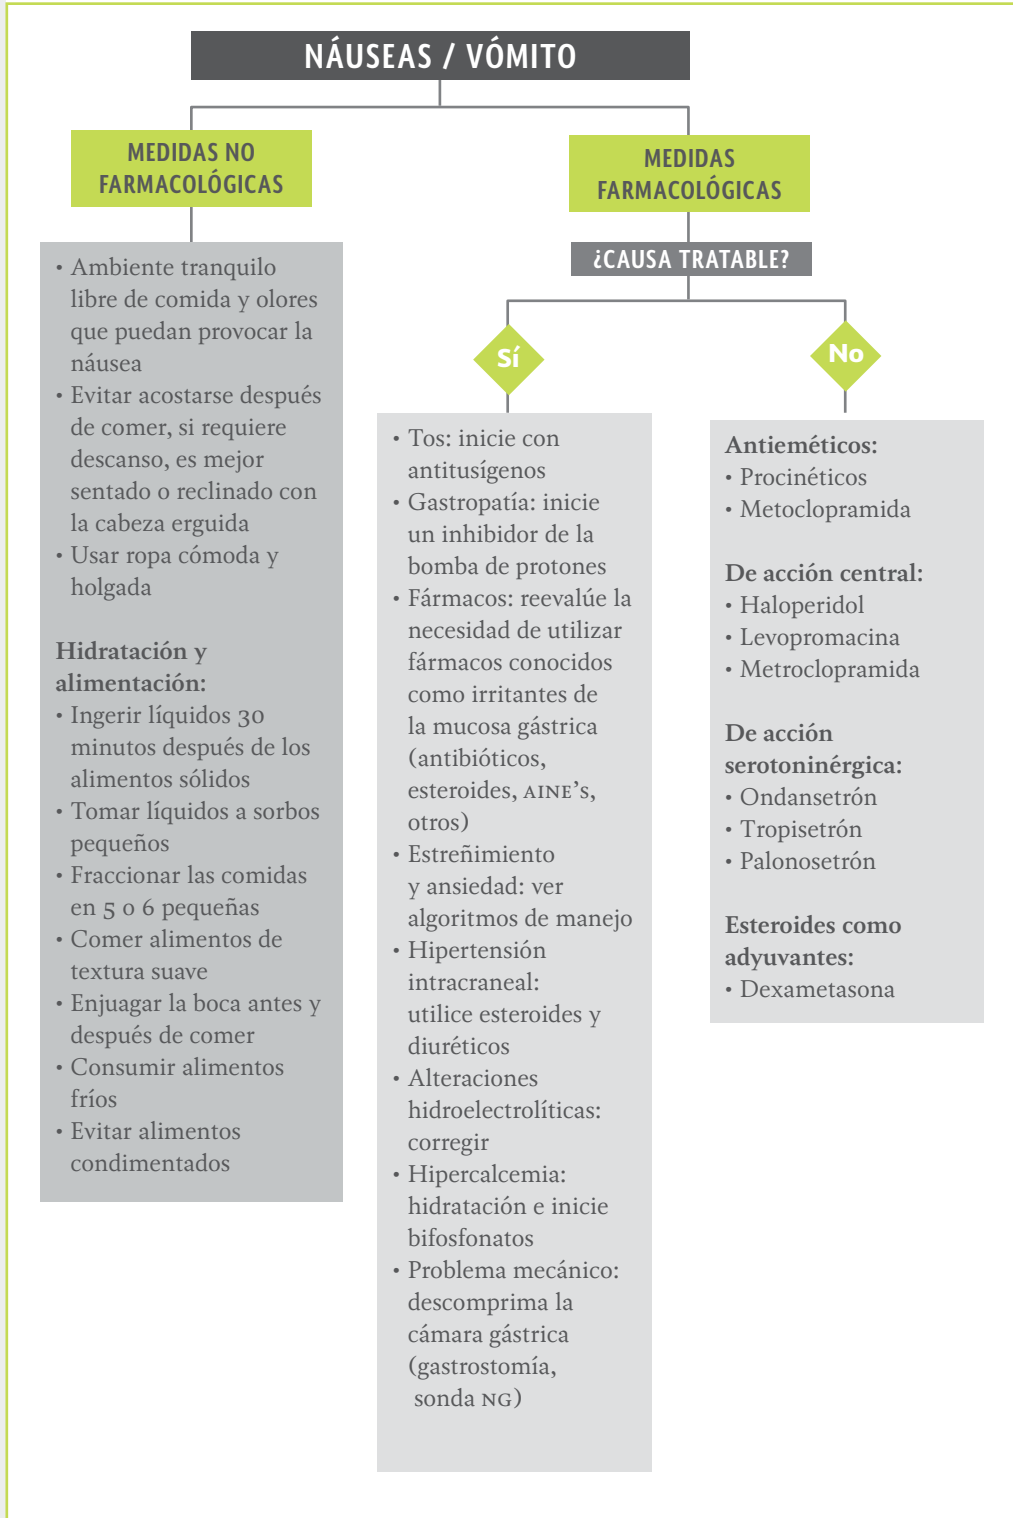 NÁUSEAS / VÓMITO
MEDIDAS NO
FARMACOLÓGICAS
• Ambiente tranquilo
libre de comida y olores
que puedan provocar la
náusea
• Evitar acostarse después
de comer, si requiere
descanso, es mejor
sentado o reclinado con
la cabeza erguida
• Usar ropa cómoda y
holgada
Hidratación y
alimentación:
• Ingerir líquidos 30
minutos después de los
alimentos sólidos
• Tomar líquidos a sorbos
pequeños
• Fraccionar las comidas
en 5 o 6 pequeñas
• Comer alimentos de
textura suave
• Enjuagar la boca antes y
después de comer
• Consumir alimentos
fríos
• Evitar alimentos
condimentados
MEDIDAS
FARMACOLÓGICAS
¿CAUSA TRATABLE?
Sí
• Tos: inicie con
antitusígenos
• Gastropatía: inicie
un inhibidor de la
bomba de protones
• Fármacos: reevalúe la
necesidad de utilizar
fármacos conocidos
como irritantes de
la mucosa gástrica
(antibióticos,
esteroides, AINE's,
otros)
• Estreñimiento
y ansiedad: ver
algoritmos de manejo
• Hipertensión
intracraneal:
utilice esteroides y
diuréticos
• Alteraciones
hidroelectrolíticas:
corregir
• Hipercalcemia:
hidratación e inicie
bifosfonatos
• Problema mecánico:
descomprima la
cámara gástrica
(gastrostomía,
sonda NG)
No
Antieméticos:
• Procinéticos
• Metoclopramida
De acción central:
• Haloperidol
• Levopromacina
• Metroclopramida
De acción
serotoninérgica:
• Ondansetrón
• Tropisetrón
• Palonosetrón
Esteroides como
adyuvantes:
• Dexametasona